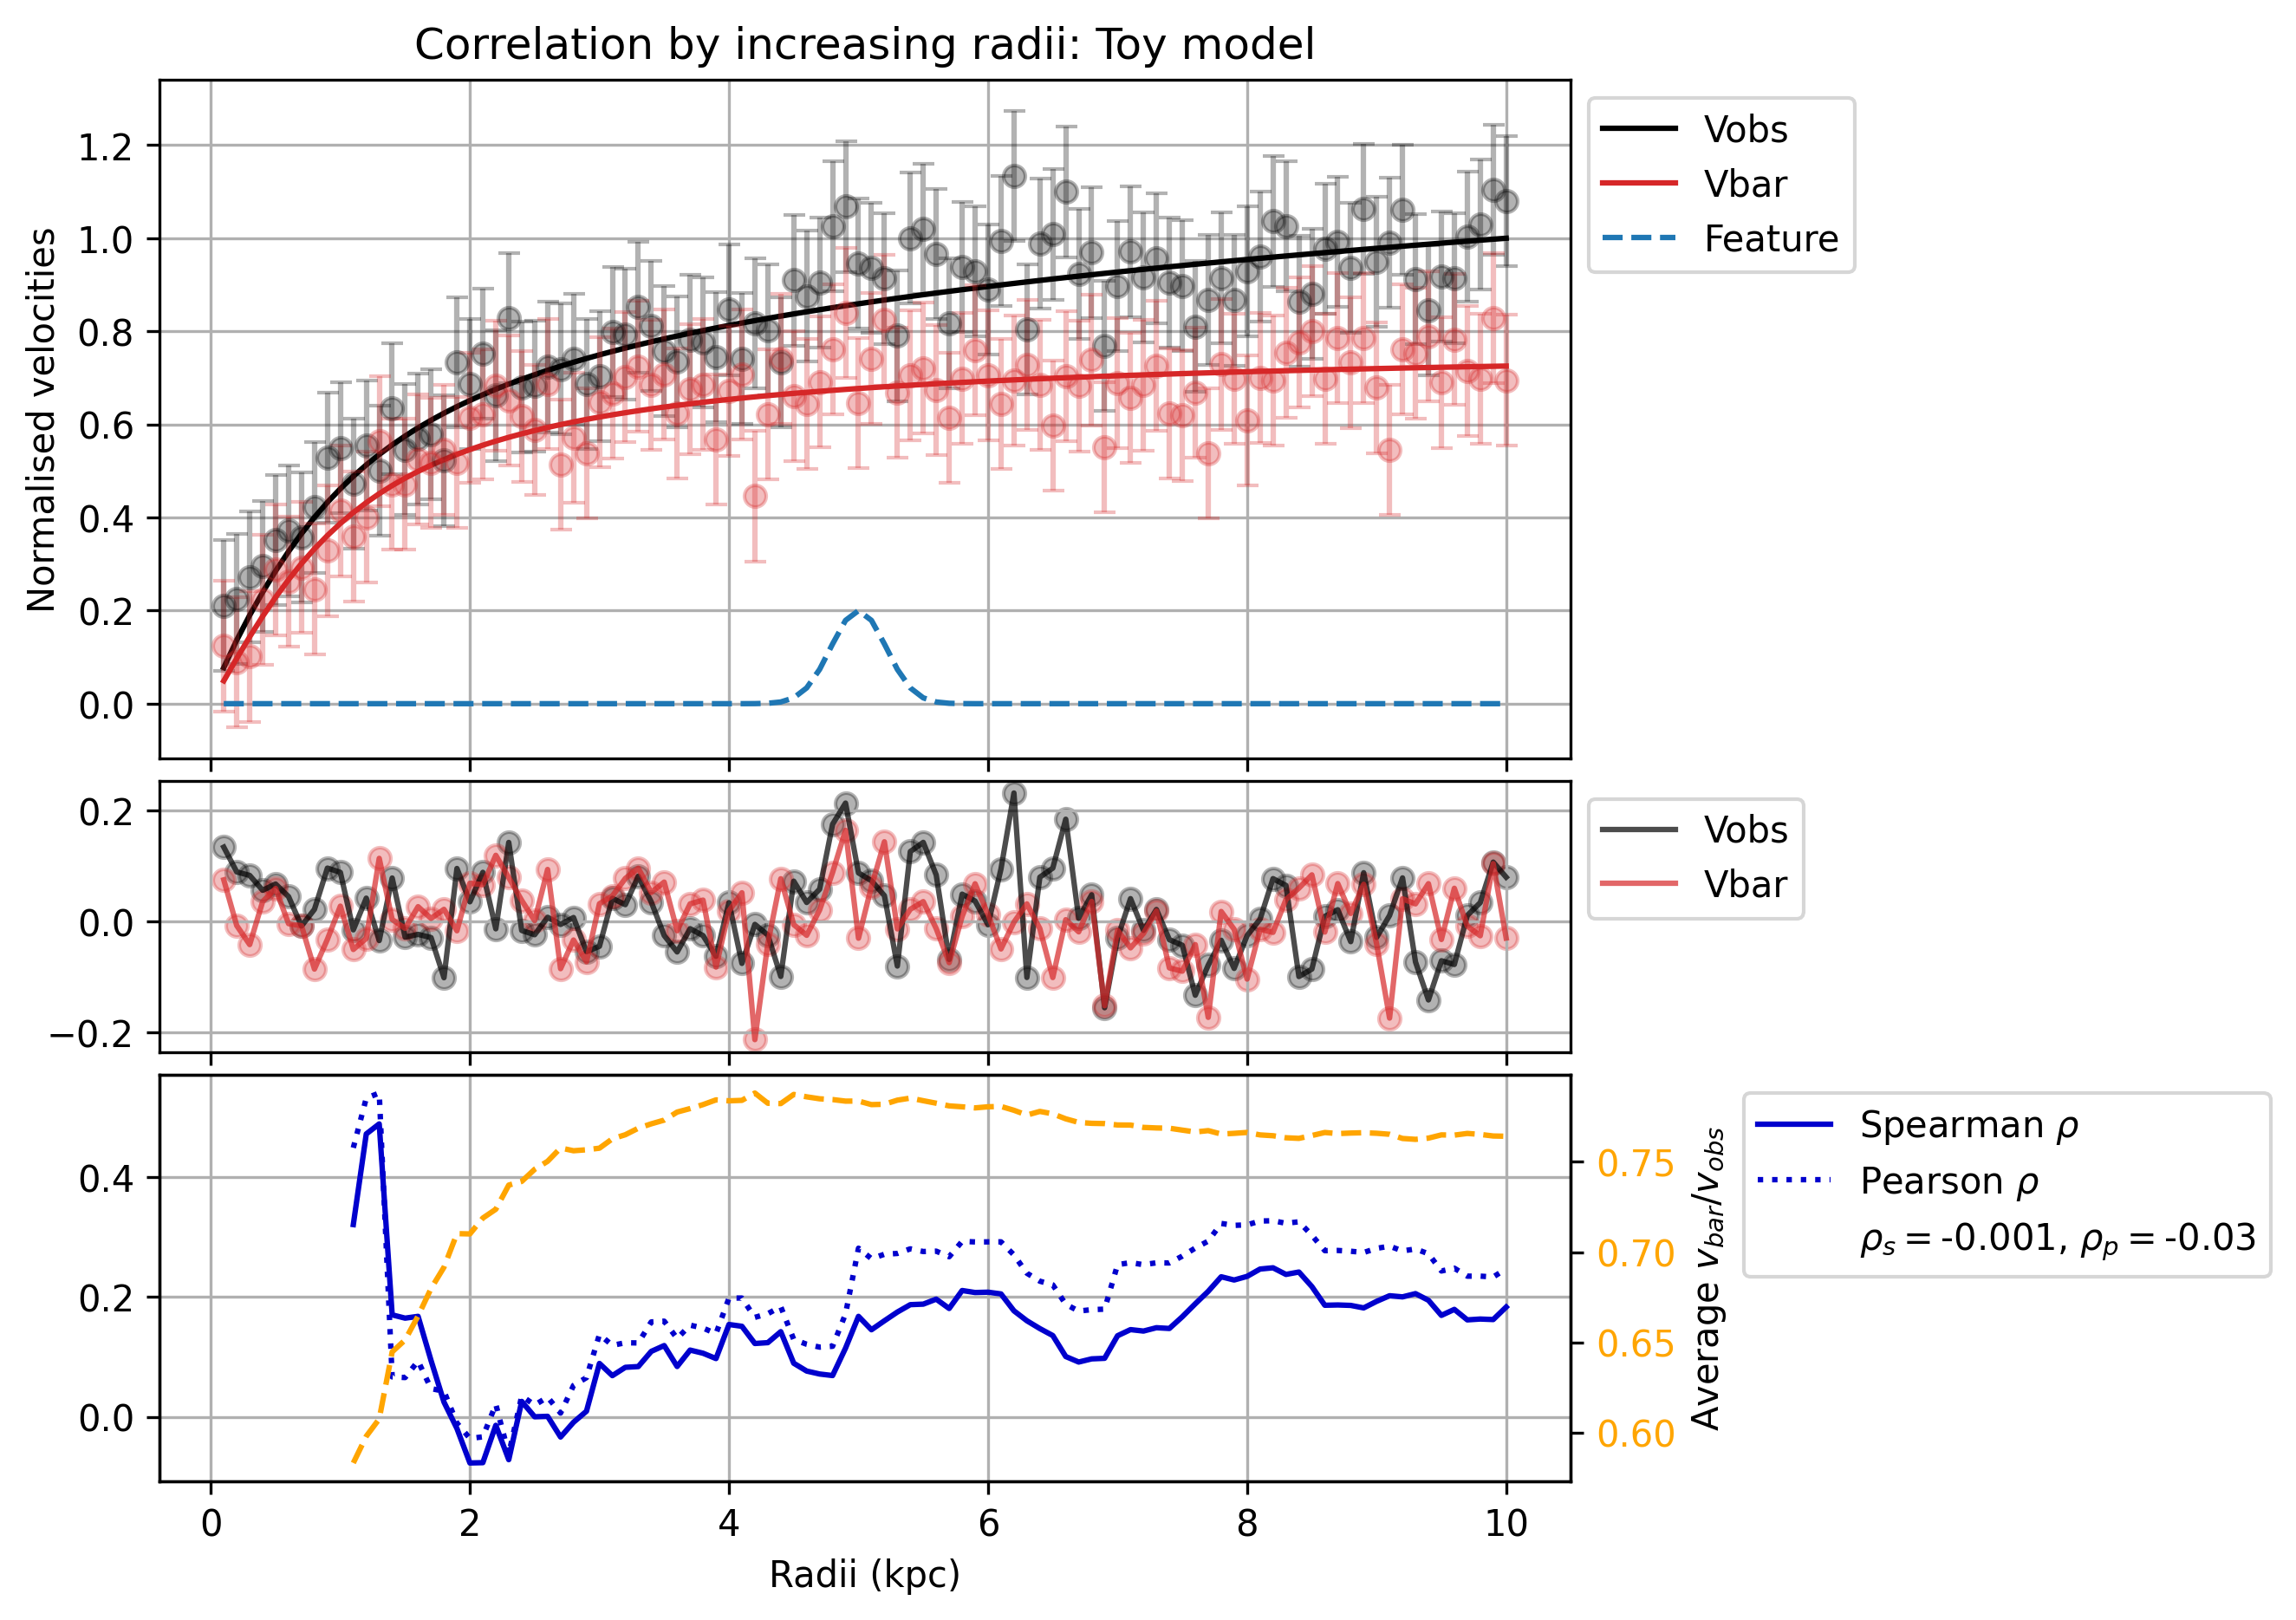 Correlation by increasing radii: Toy model
Normalised velocities
1.2
1.0
0.8
0.6
0.4
0.2
0.0
Vobs
Vbar
Feature
0.2
0.0
−0.2
Vobs
Vbar
0.4
0.2
0.0
0.75
0.70
0.65
0.60
Average v_bar/v_obs
Spearman ρ
Pearson ρ
ρ_s = -0.001, ρ_p = -0.03
0 2 4 6 8 10
Radii (kpc)